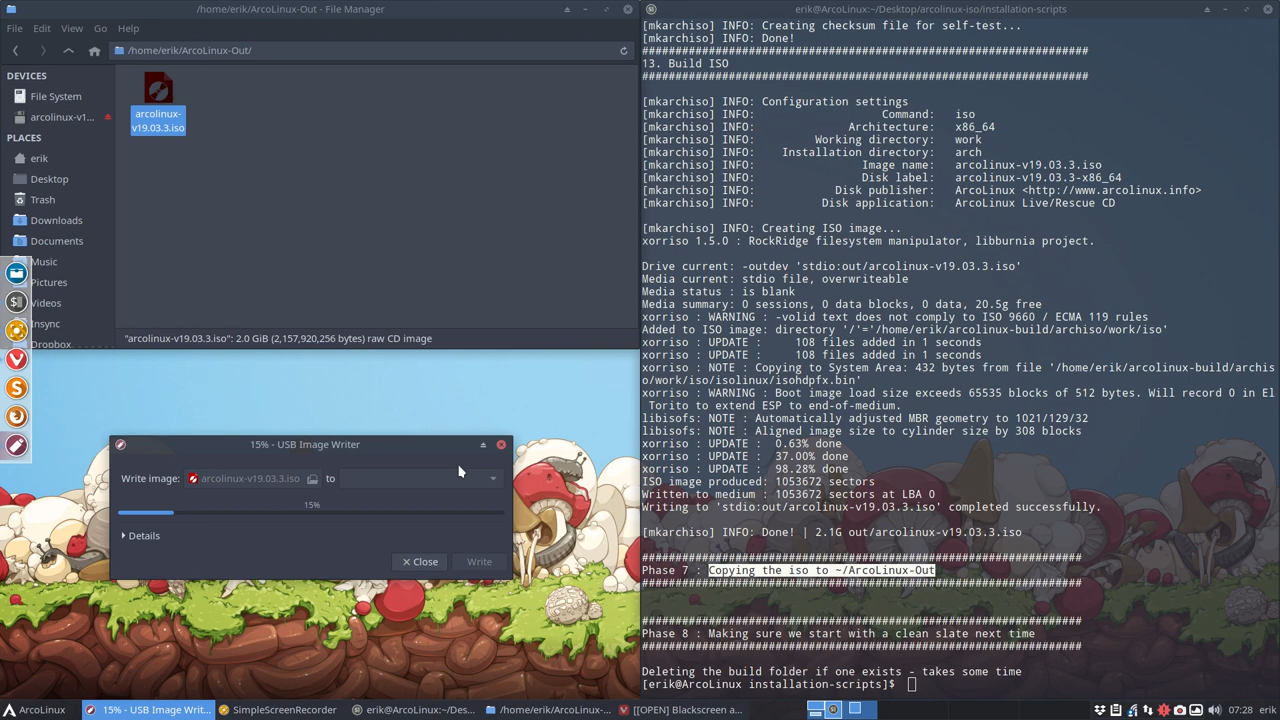 /home/erik/ArcoLinux-Out - File Manager
File Edit View Go Help
/home/erik/ArcoLinux-Out/
DEVICES
File System
arcolinux-v1...
PLACES
erik
Desktop
Trash
Downloads
Documents
Music
Pictures
Videos
Insync
Dropbox
arcolinux-
v19.03.3.iso
"arcolinux-v19.03.3.iso": 2.0 GiB (2,157,920,256 bytes) raw CD image
15% - USB Image Writer
Write image: arcolinux-v19.03.3.iso to
15%
Details
Close Write
erik@ArcoLinux:~/Desktop/arcolinux-iso/installation-scripts
[mkarchiso] INFO: Creating checksum file for self-test...
[mkarchiso] INFO: Done!
######################################################################
13. Build ISO
######################################################################
[mkarchiso] INFO: Configuration settings
[mkarchiso] INFO: Command: iso
[mkarchiso] INFO: Architecture: x86_64
[mkarchiso] INFO: Working directory: work
[mkarchiso] INFO: Installation directory: arch
[mkarchiso] INFO: Image name: arcolinux-v19.03.3.iso
[mkarchiso] INFO: Disk label: arcolinux-v19.03.3-x86_64
[mkarchiso] INFO: Disk publisher: ArcoLinux <http://www.arcolinux.info>
[mkarchiso] INFO: Disk application: ArcoLinux Live/Rescue CD
[mkarchiso] INFO: Creating ISO image...
xorriso 1.5.0 : RockRidge filesystem manipulator, libburnia project.
Drive current: -outdev 'stdio:out/arcolinux-v19.03.3.iso'
Media current: stdio file, overwriteable
Media status : is blank
Media summary: 0 sessions, 0 data blocks, 0 data, 20.5g free
xorriso : WARNING : -volid text does not comply to ISO 9660 / ECMA 119 rules
Added to ISO image: directory '/'='/home/erik/arcolinux-build/archiso/work/iso'
xorriso : UPDATE : 108 files added in 1 seconds
xorriso : UPDATE : 108 files added in 1 seconds
xorriso : NOTE : Copying to System Area: 432 bytes from file '/home/erik/arcolinux-build/archis
o/work/iso/isolinux/isohdpfx.bin'
xorriso : WARNING : Boot image load size exceeds 65535 blocks of 512 bytes. Will record 0 in El
Torito to extend ESP to end-of-medium.
libisofs: NOTE : Automatically adjusted MBR geometry to 1021/129/32
libisofs: NOTE : Aligned image size to cylinder size by 308 blocks
xorriso : UPDATE : 0.63% done
xorriso : UPDATE : 37.00% done
xorriso : UPDATE : 98.28% done
ISO image produced: 1053672 sectors
Written to medium : 1053672 sectors at LBA 0
Writing to 'stdio:out/arcolinux-v19.03.3.iso' completed successfully.
[mkarchiso] INFO: Done! | 2.1G out/arcolinux-v19.03.3.iso
#####################################################################
Phase 7 : Copying the iso to ~/ArcoLinux-Out
#####################################################################
#####################################################################
Phase 8 : Making sure we start with a clean slate next time
#####################################################################
Deleting the build folder if one exists - takes some time
[erik@ArcoLinux installation-scripts]$
ArcoLinux
15% - USB Image Writ...
SimpleScreenRecorder
erik@ArcoLinux:~/Des...
/home/erik/ArcoLinux-...
[[OPEN] Blackscreen a...
07:28 erik